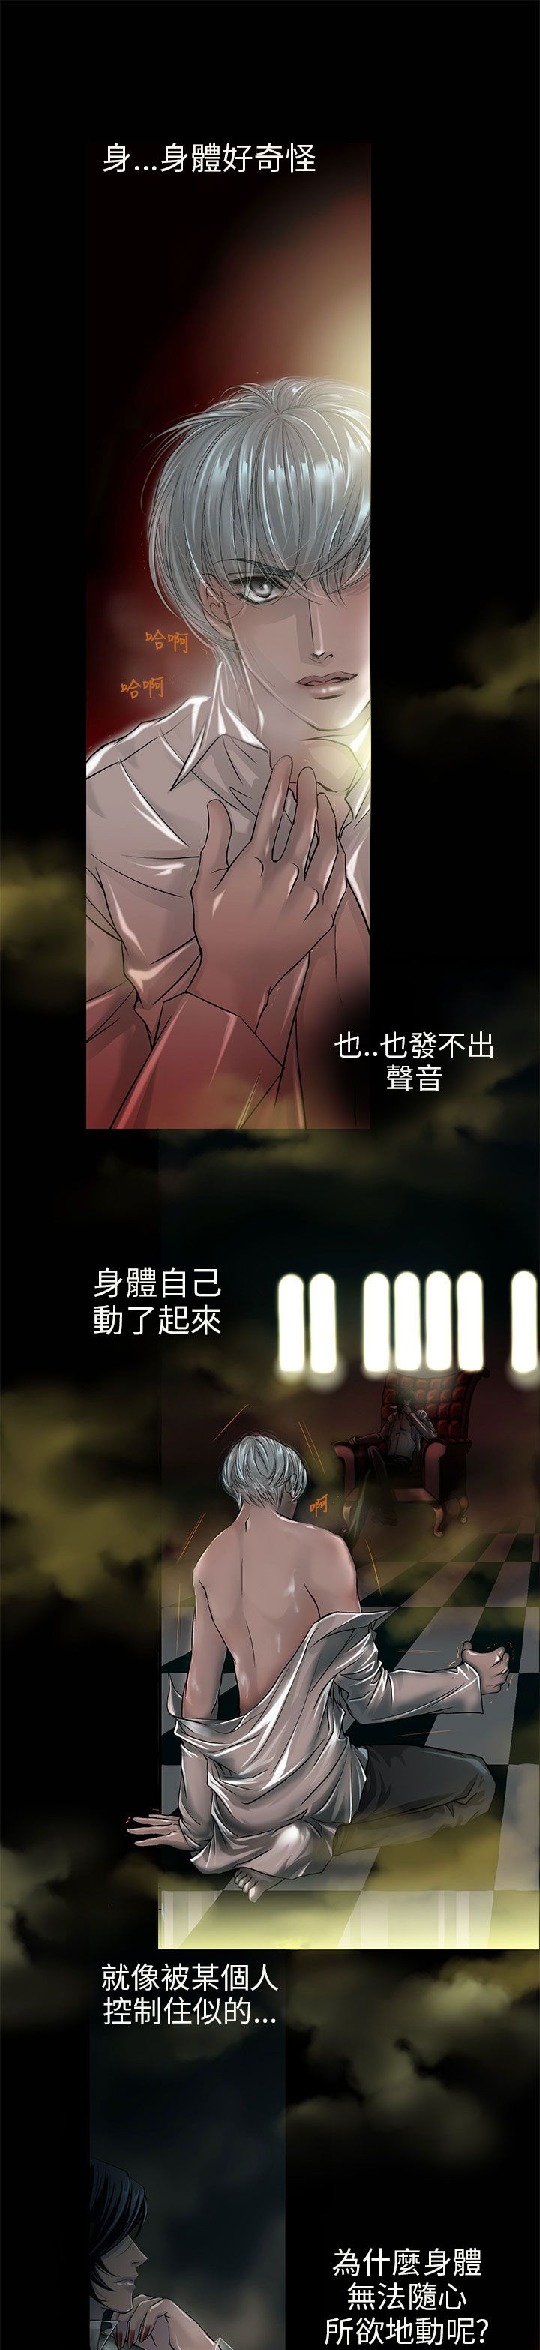 身...身體好奇怪
哈啊
哈啊
也..也發不出
聲音
身體自己
動了起來
啊
就像被某個人
控制住似的...
為什麼身體
無法隨心
所欲地動呢?